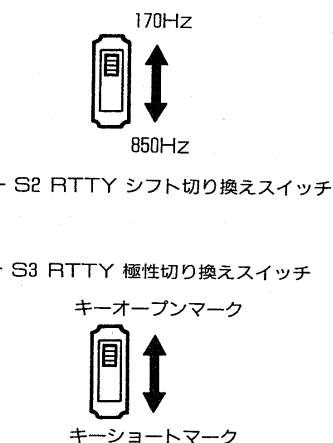 170Hz
850Hz
S2 RTTY シフト切り換えスイッチ
S3 RTTY 極性切り換えスイッチ
キーオープンマーク
キーショートマーク